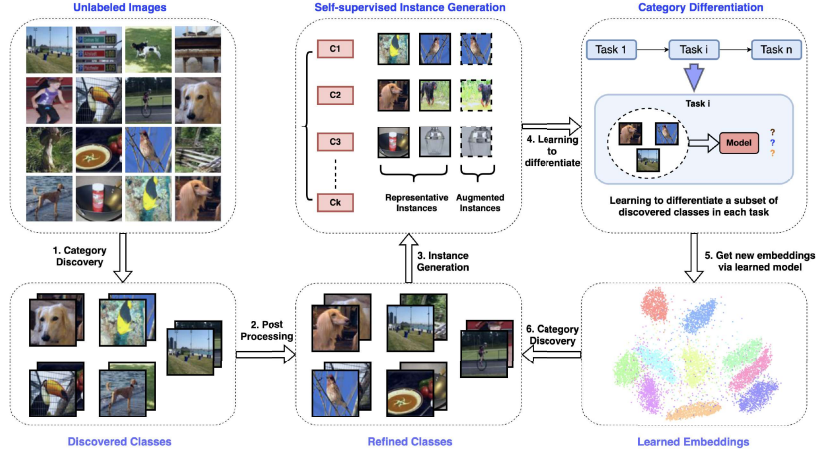 Unlabeled Images
Self-supervised Instance Generation
Category Differentiation
C1
C2
C3
Ck
Representative
Instances
Augmented
Instances
Task 1
Task i
Task n
Task i
Model
?
?
?
Learning to differentiate a subset of
discovered classes in each task
4. Learning
to
differentiate
1. Category
Discovery
3. Instance
Generation
5. Get new embeddings
via learned model
2. Post
Processing
6. Category
Discovery
Discovered Classes
Refined Classes
Learned Embeddings